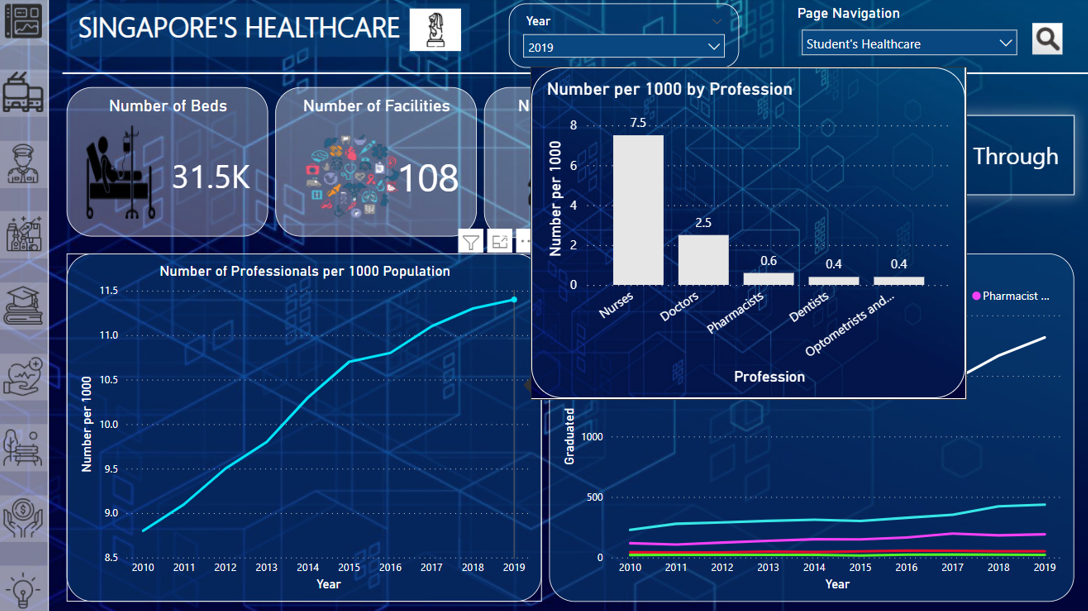 SINGAPORE'S HEALTHCARE
Year
2019
Page Navigation
Student's Healthcare
Number of Beds
31.5K
Number of Facilities
108
N
Through
Number per 1000 by Profession
Number per 1000
8
6
4
2
0
7.5
2.5
0.6
0.4
0.4
Nurses
Doctors
Pharmacists
Dentists
Optometrists and...
Profession
Number of Professionals per 1000 Population
Number per 1000
11.5
11.0
10.5
10.0
9.5
9.0
8.5
2010 2011 2012 2013 2014 2015 2016 2017 2018 2019
Year
Pharmacist ...
Graduated
1000
500
0
2010 2011 2012 2013 2014 2015 2016 2017 2018 2019
Year